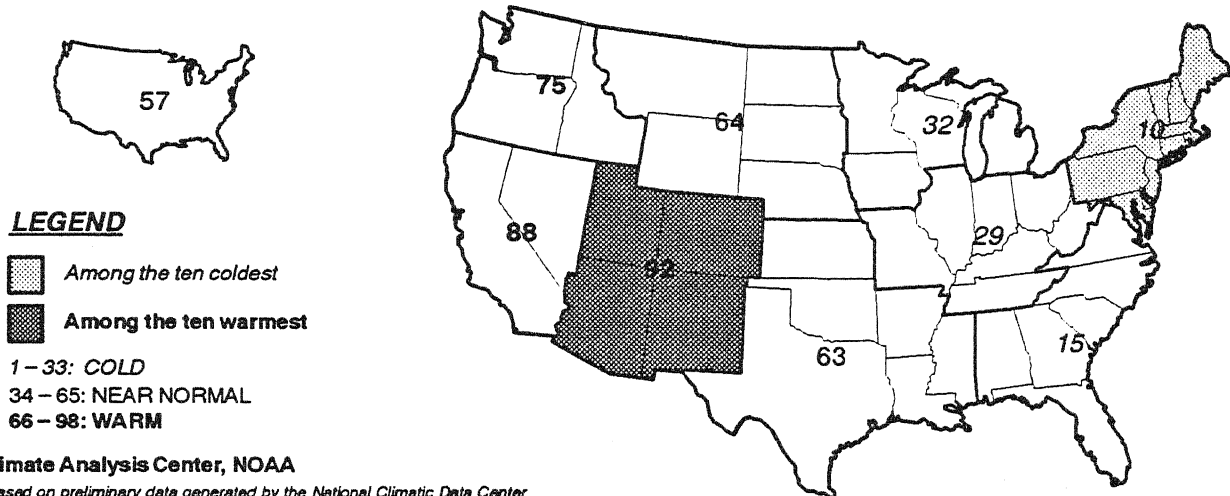 57
LEGEND
Among the ten coldest
Among the ten warmest
1 – 33: COLD
34 – 65: NEAR NORMAL
66 – 98: WARM
imate Analysis Center, NOAA
ased on preliminary data generated by the National Climatic Data Center
75
64
32
10
88
92
29
63
15